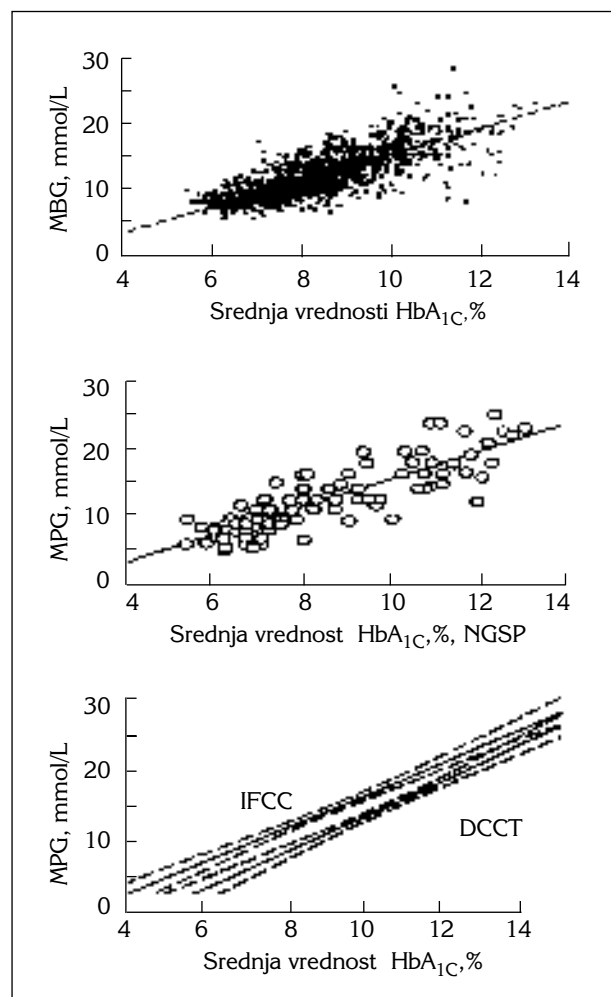 30
20
10
0
MBG, mmol/L
4 6 8 10 12 14
Srednja vrednosti HbA1C,%
30
20
10
0
MPG, mmol/L
4 6 8 10 12 14
Srednja vrednost HbA1C,%, NGSP
30
20
10
0
MPG, mmol/L
IFCC
DCCT
4 6 8 10 12 14
Srednja vrednost HbA1C,%